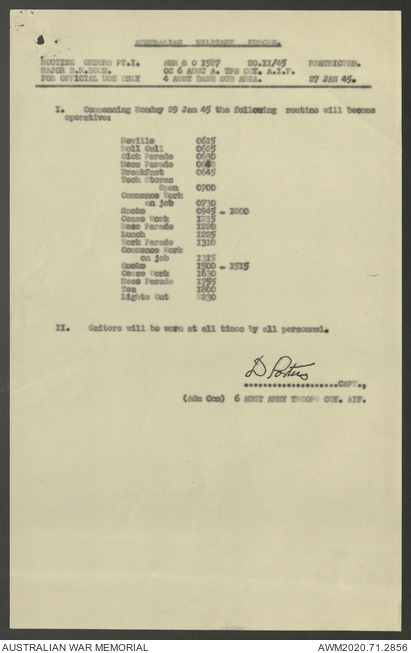 AUSTRALIAN MILITARY FORCES.
ROUTINE ORDERS PT.I. NO.II/45 RESTRICTED.
MAJOR OC 6 AUST A. TPS COY. A.I.F.
FOR OFFICIAL USE ONLY 4 AUST BASE SUB AREA. 27 JAN 45.
I. Commencing Monday 29 Jan 45 the following routine will become
operative:
Reville 0615
Roll Call 0625
Sick Parade 0630
Mess Parade 0640
Breakfast 0645
Tech Stores
Open 0700
Commence Work
on job 0730
Smoko 0945 - 1000
Cease Work 1215
Mess Parade 1220
Lunch 1225
Work Parade 1310
Commence Work
on job 1315
Smoko 1500 - 1515
Cease Work 1630
Mess Parade 1755
Tea 1800
Lights Out 2230
II. Gaiters will be worn at all times by all personnel.
D
.....................CAPT.,
(Adm Com) 6 AUST ARMY TROOPS COY. AIF.
AUSTRALIAN WAR MEMORIAL AWM2020.71.2856